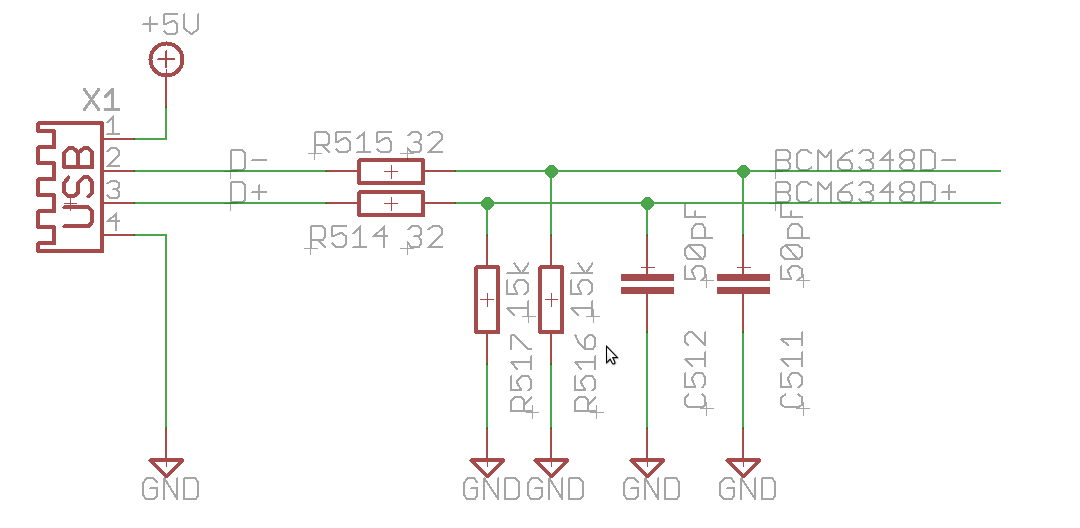 +5V
X1
1
2
3
4
USB
D-
D+
R515 32
R514 32
BCM6348D-
BCM6348D+
R517 15k
R516 15k
C512 50pF
C511 50pF
GND
GND
GND
GND
GND